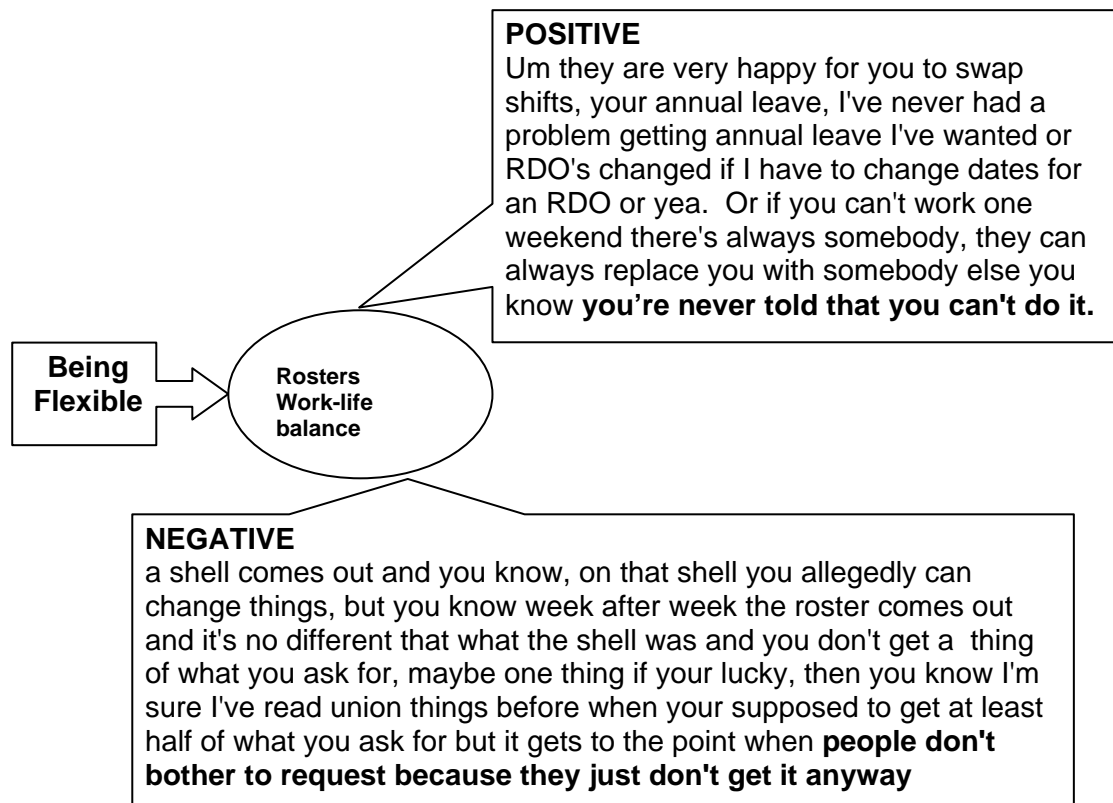 POSITIVE
Um they are very happy for you to swap
shifts, your annual leave, I've never had a
problem getting annual leave I've wanted or
RDO's changed if I have to change dates for
an RDO or yea.  Or if you can't work one
weekend there's always somebody, they can
always replace you with somebody else you
know you’re never told that you can't do it.
Being
Flexible
Rosters
Work-life
balance
NEGATIVE
a shell comes out and you know, on that shell you allegedly can
change things, but you know week after week the roster comes out
and it's no different that what the shell was and you don't get a  thing
of what you ask for, maybe one thing if your lucky, then you know I'm
sure I've read union things before when your supposed to get at least
half of what you ask for but it gets to the point when people don't
bother to request because they just don't get it anyway